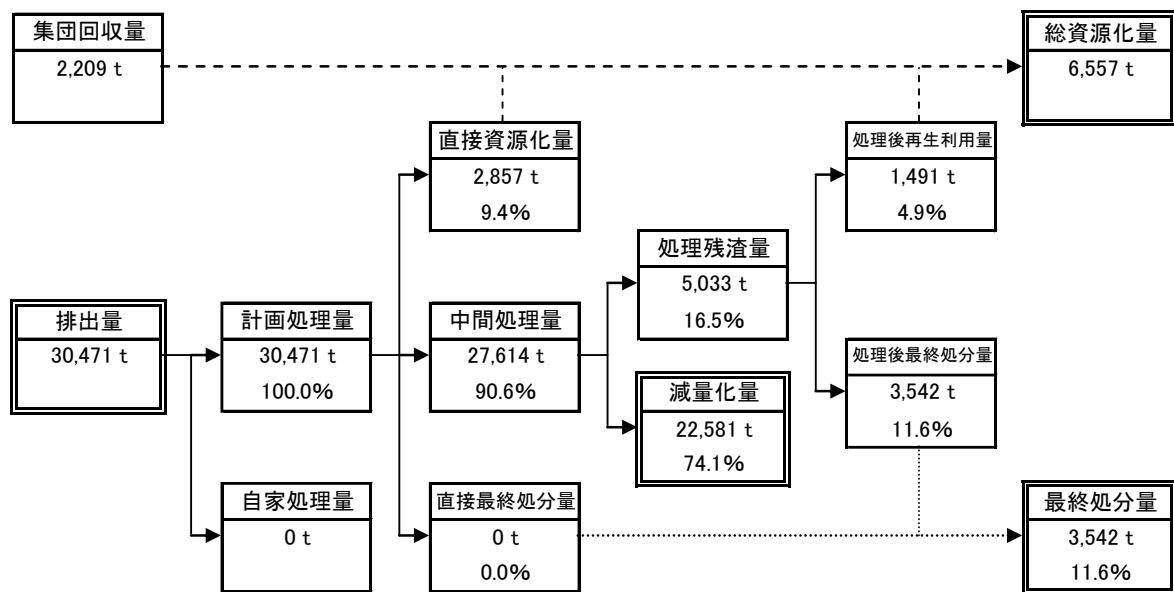 集団回収量
2,209 t
総資源化量
6,557 t
直接資源化量
2,857 t
9.4%
処理後再生利用量
1,491 t
4.9%
処理残渣量
5,033 t
16.5%
排出量
30,471 t
計画処理量
30,471 t
100.0%
中間処理量
27,614 t
90.6%
減量化量
22,581 t
74.1%
処理後最終処分量
3,542 t
11.6%
自家処理量
0 t
直接最終処分量
0 t
0.0%
最終処分量
3,542 t
11.6%